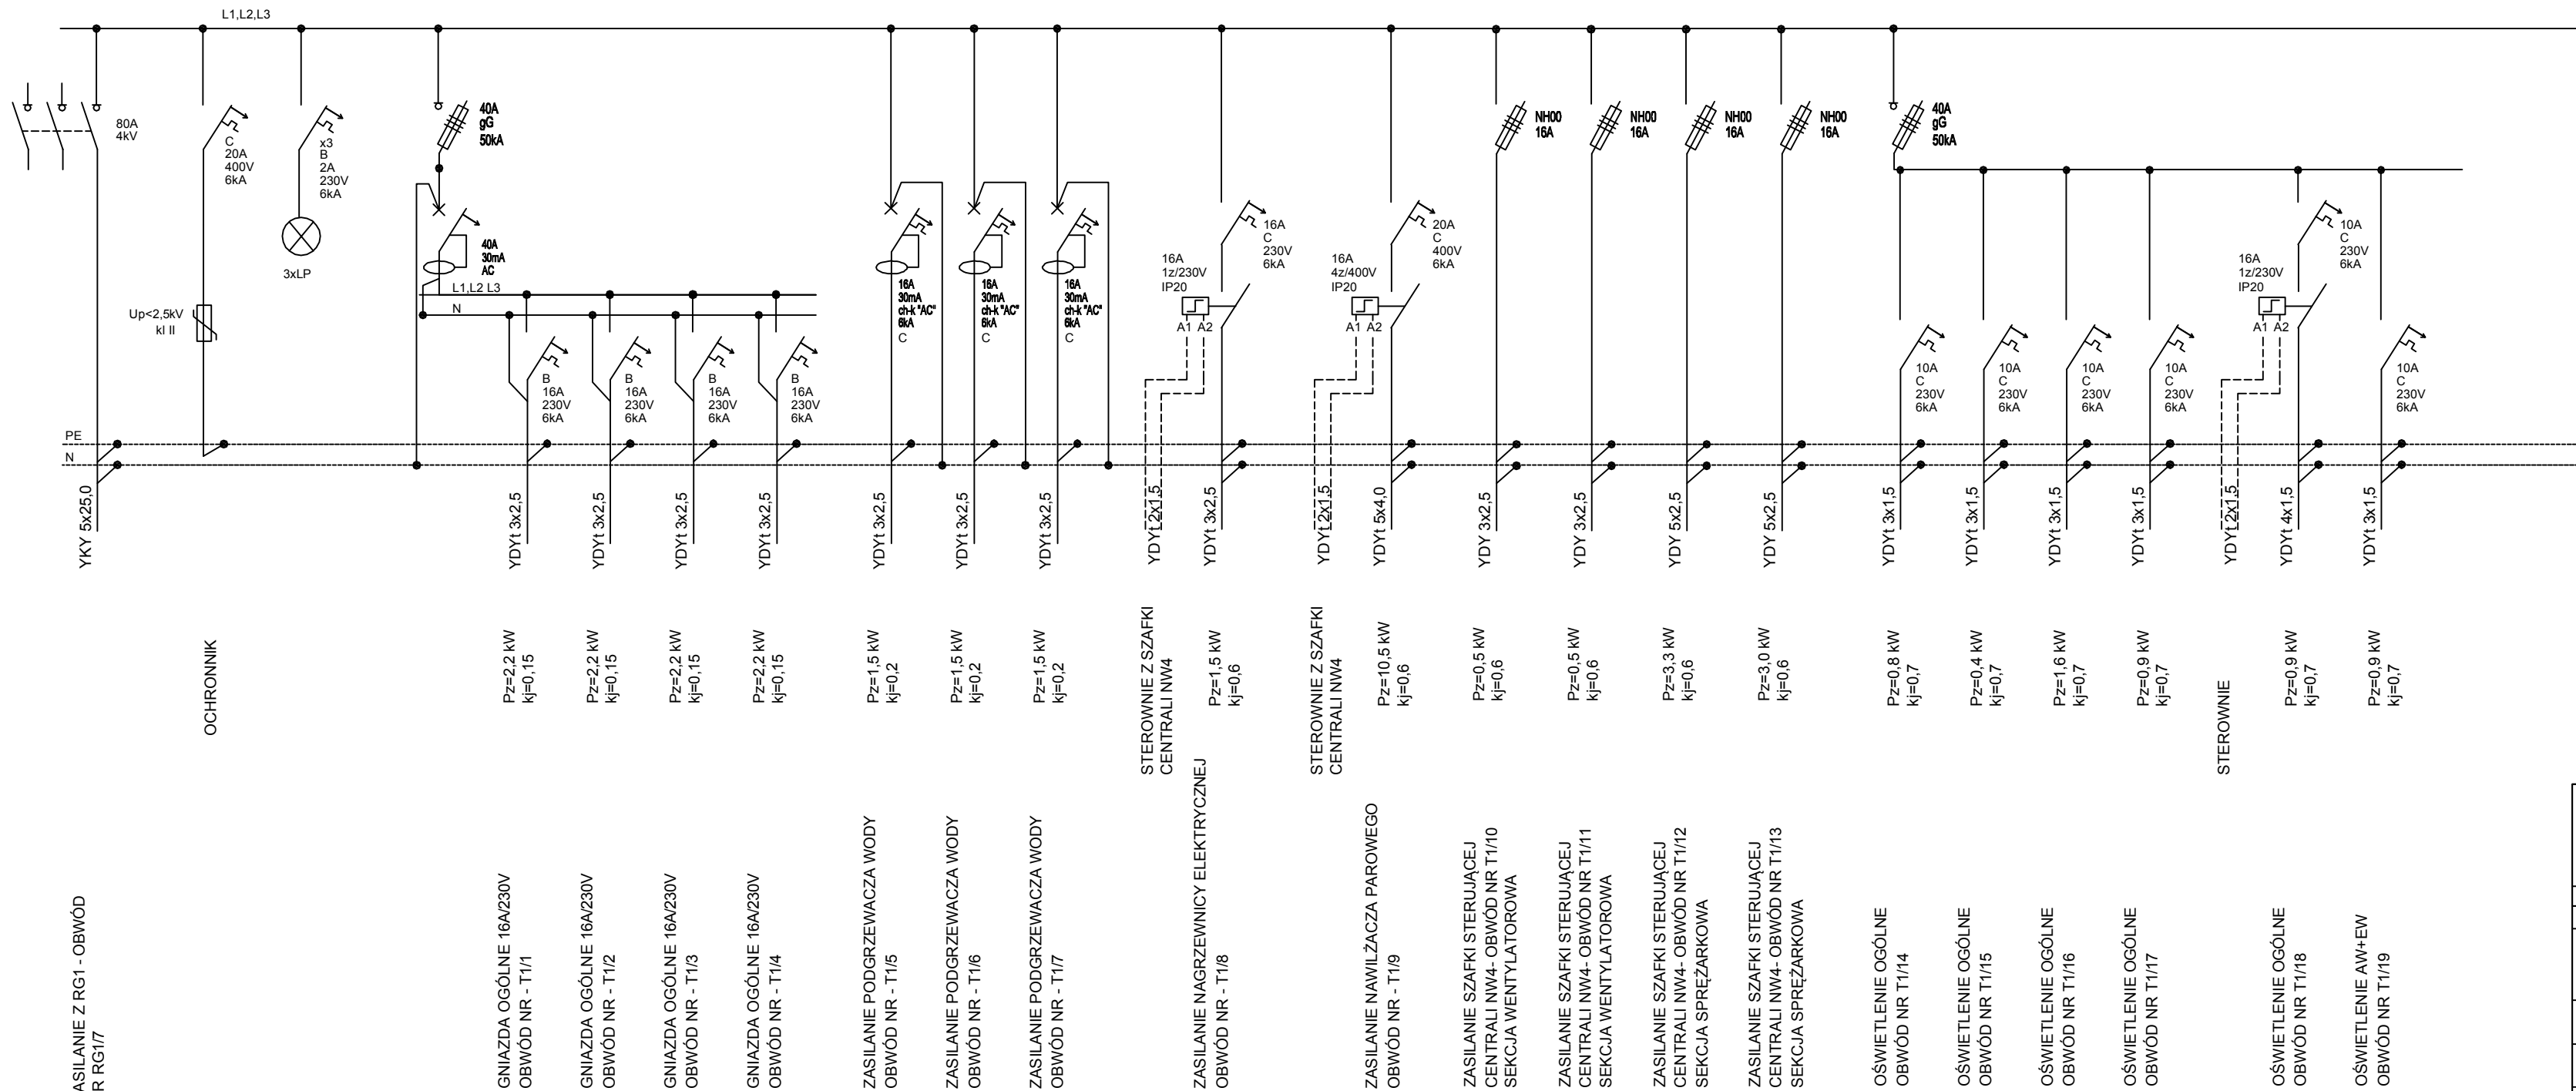 L1,L2,L3
80A
4kV
C
20A
400V
6kA
x3
B
2A
230V
6kA
3xLP
Up<2,5kV
kl II
40A
gG
50kA
40A
30mA
AC
L1,L2 L3
N
B
16A
230V
6kA
B
16A
230V
6kA
B
16A
230V
6kA
B
16A
230V
6kA
16A
30mA
ch-k "AC"
6kA
C
16A
30mA
ch-k "AC"
6kA
C
16A
30mA
ch-k "AC"
6kA
C
16A
C
230V
6kA
16A
1z/230V
IP20
A1 A2
20A
C
400V
6kA
16A
4z/400V
IP20
A1 A2
NH00
16A
NH00
16A
NH00
16A
NH00
16A
40A
gG
50kA
10A
C
230V
6kA
10A
C
230V
6kA
10A
C
230V
6kA
10A
C
230V
6kA
10A
C
230V
6kA
16A
1z/230V
IP20
A1 A2
10A
C
230V
6kA
PE
N
YKY 5x25,0
YDYt 3x2,5
YDYt 3x2,5
YDYt 3x2,5
YDYt 3x2,5
YDYt 3x2,5
YDYt 3x2,5
YDYt 3x2,5
YDYt 2x1,5
YDYt 3x2,5
YDYt 2x1,5
YDYt 5x4,0
YDY 3x2,5
YDY 3x2,5
YDY 5x2,5
YDY 5x2,5
YDYt 3x1,5
YDYt 3x1,5
YDYt 3x1,5
YDYt 3x1,5
YDYt 2x1,5
YDYt 4x1,5
YDYt 3x1,5
OCHRONNIK
Pz=2,2 kW
kj=0,15
Pz=2,2 kW
kj=0,15
Pz=2,2 kW
kj=0,15
Pz=2,2 kW
kj=0,15
Pz=1,5 kW
kj=0,2
Pz=1,5 kW
kj=0,2
Pz=1,5 kW
kj=0,2
STEROWNIE Z SZAFKI
CENTRALI NW4
Pz=1,5 kW
kj=0,6
STEROWNIE Z SZAFKI
CENTRALI NW4
Pz=10,5 kW
kj=0,6
Pz=0,5 kW
kj=0,6
Pz=0,5 kW
kj=0,6
Pz=3,3 kW
kj=0,6
Pz=3,0 kW
kj=0,6
Pz=0,8 kW
kj=0,7
Pz=0,4 kW
kj=0,7
Pz=1,6 kW
kj=0,7
Pz=0,9 kW
kj=0,7
STEROWNIE
Pz=0,9 kW
kj=0,7
Pz=0,9 kW
kj=0,7
ASILANIE Z RG1 - OBWÓD
R RG1/7
GNIAZDA OGÓLNE 16A/230V
OBWÓD NR - T1/1
GNIAZDA OGÓLNE 16A/230V
OBWÓD NR - T1/2
GNIAZDA OGÓLNE 16A/230V
OBWÓD NR - T1/3
GNIAZDA OGÓLNE 16A/230V
OBWÓD NR - T1/4
ZASILANIE PODGRZEWACZA WODY
OBWÓD NR - T1/5
ZASILANIE PODGRZEWACZA WODY
OBWÓD NR - T1/6
ZASILANIE PODGRZEWACZA WODY
OBWÓD NR - T1/7
ZASILANIE NAGRZEWNICY ELEKTRYCZNEJ
OBWÓD NR - T1/8
ZASILANIE NAWILŻACZA PAROWEGO
OBWÓD NR - T1/9
ZASILANIE SZAFKI STERUJĄCEJ
CENTRALI NW4- OBWÓD NR T1/10
SEKCJA WENTYLATOROWA
ZASILANIE SZAFKI STERUJĄCEJ
CENTRALI NW4- OBWÓD NR T1/11
SEKCJA WENTYLATOROWA
ZASILANIE SZAFKI STERUJĄCEJ
CENTRALI NW4- OBWÓD NR T1/12
SEKCJA SPRĘŻARKOWA
ZASILANIE SZAFKI STERUJĄCEJ
CENTRALI NW4- OBWÓD NR T1/13
SEKCJA SPRĘŻARKOWA
OŚWIETLENIE OGÓLNE
OBWÓD NR T1/14
OŚWIETLENIE OGÓLNE
OBWÓD NR T1/15
OŚWIETLENIE OGÓLNE
OBWÓD NR T1/16
OŚWIETLENIE OGÓLNE
OBWÓD NR T1/17
OŚWIETLENIE OGÓLNE
OBWÓD NR T1/18
OŚWIETLENIE AW+EW
OBWÓD NR T1/19